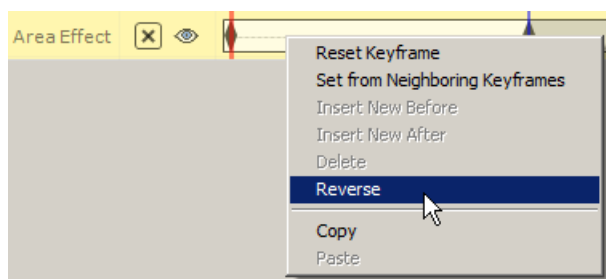 Area Effect
Reset Keyframe
Set from Neighboring Keyframes
Insert New Before
Insert New After
Delete
Reverse
Copy
Paste